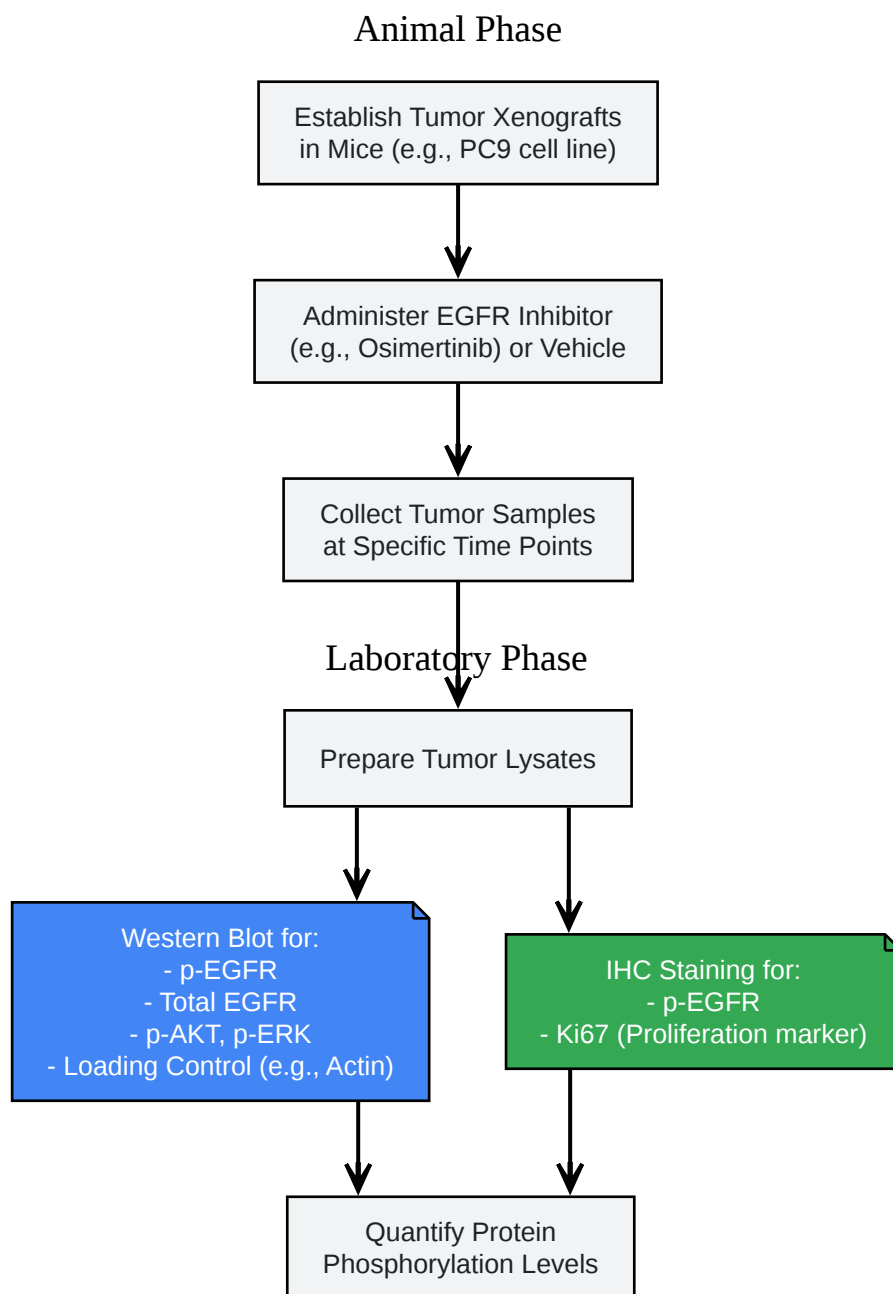 Animal Phase
Establish Tumor Xenografts
in Mice (e.g., PC9 cell line)
Administer EGFR Inhibitor
(e.g., Osimertinib) or Vehicle
Collect Tumor Samples
at Specific Time Points
Laboratory Phase
Prepare Tumor Lysates
Western Blot for:
- p-EGFR
- Total EGFR
- p-AKT, p-ERK
- Loading Control (e.g., Actin)
IHC Staining for:
- p-EGFR
- Ki67 (Proliferation marker)
Quantify Protein
Phosphorylation Levels